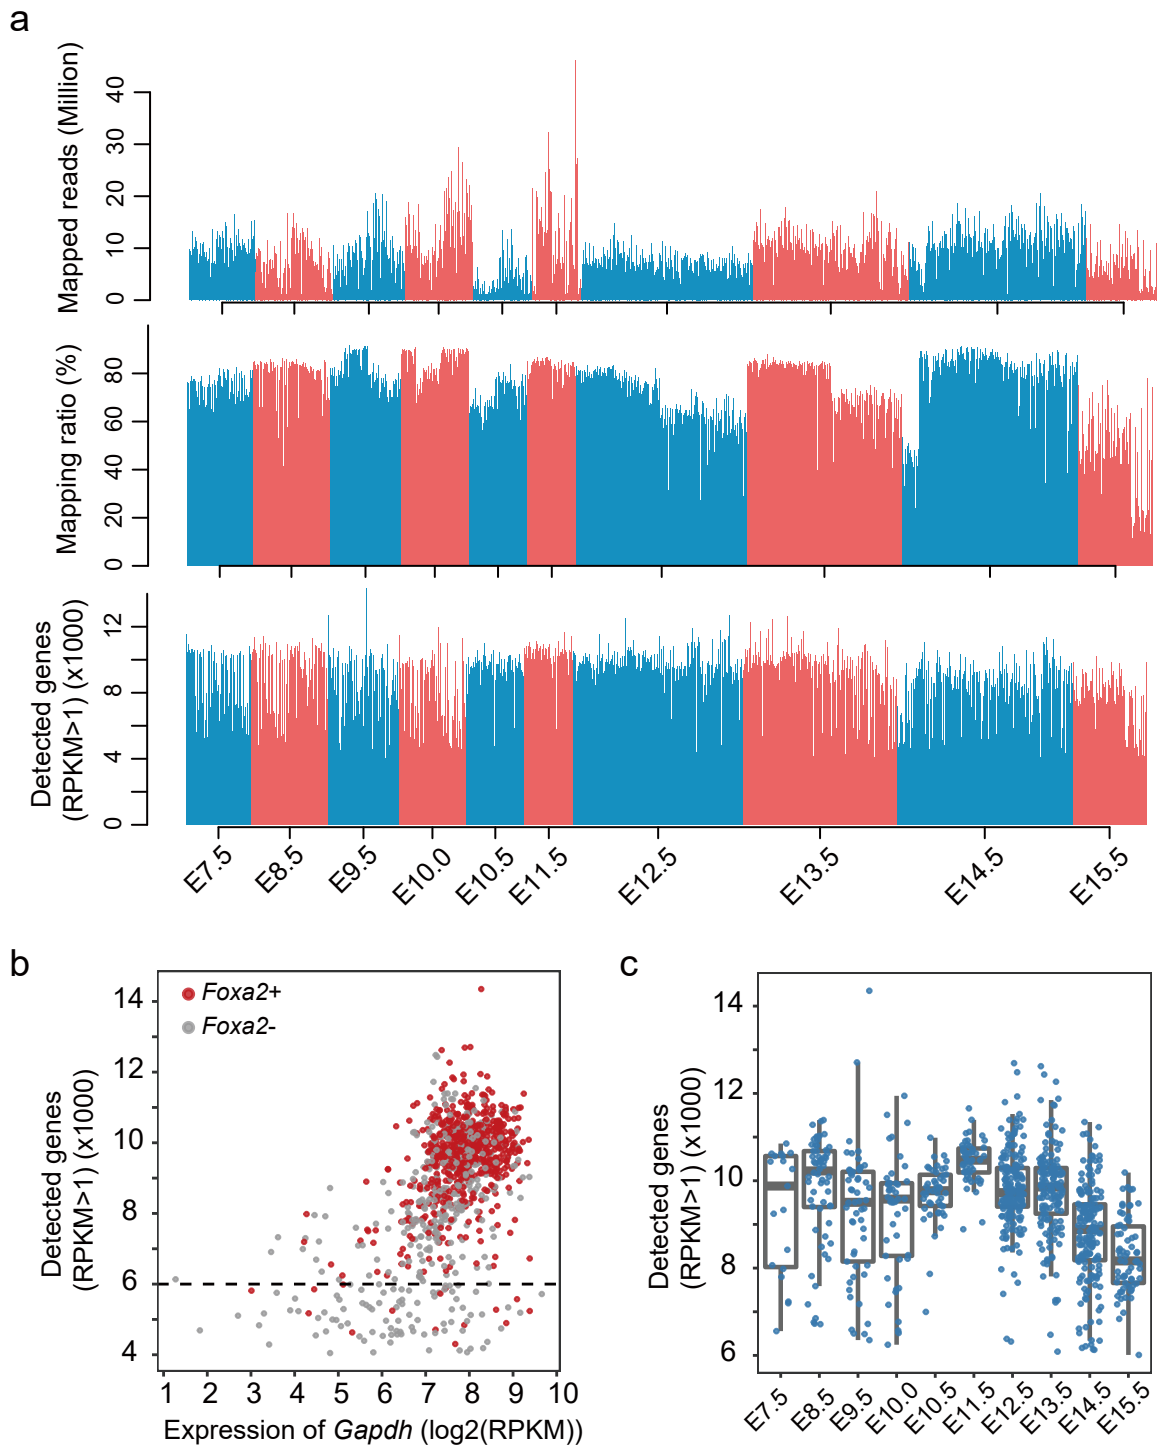 a
Mapped reads (Million)
0 10 20 30 40
Mapping ratio (%)
0 20 40 60 80
Detected genes
(RPKM>1) (x1000)
0 4 8 12
E7.5 E8.5 E9.5 E10.0 E10.5 E11.5 E12.5 E13.5 E14.5 E15.5
b
Foxa2+
Foxa2-
Detected genes
(RPKM>1) (x1000)
14
12
10
8
6
4
1 2 3 4 5 6 7 8 9 10
Expression of Gapdh (log2(RPKM))
c
Detected genes
(RPKM>1) (x1000)
14
12
10
8
6
E7.5 E8.5 E9.5 E10.0 E10.5 E11.5 E12.5 E13.5 E14.5 E15.5